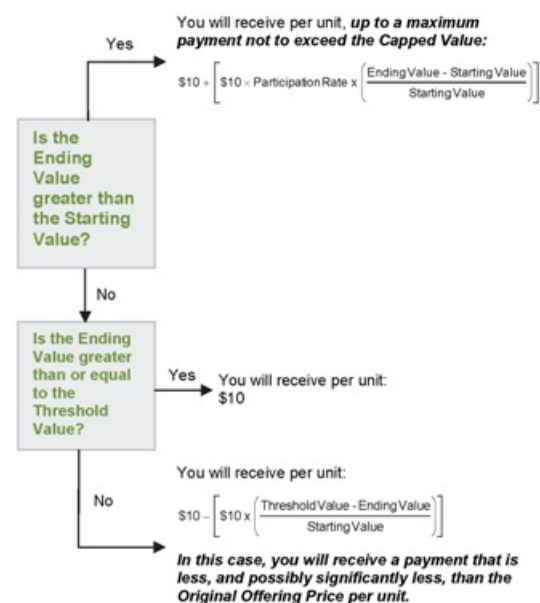 You will receive per unit, up to a maximum
payment not to exceed the Capped Value:
Yes
$10 + [ $10 × Participation Rate x ( Ending Value - Starting Value
Starting Value ) ]
Is the
Ending
Value
greater than
the Starting
Value?
No
Is the Ending
Value greater
than or equal
to the
Threshold
Value?
Yes
You will receive per unit:
$10
No
You will receive per unit:
$10 – [ $10 x ( Threshold Value - Ending Value
Starting Value ) ]
In this case, you will receive a payment that is
less, and possibly significantly less, than the
Original Offering Price per unit.